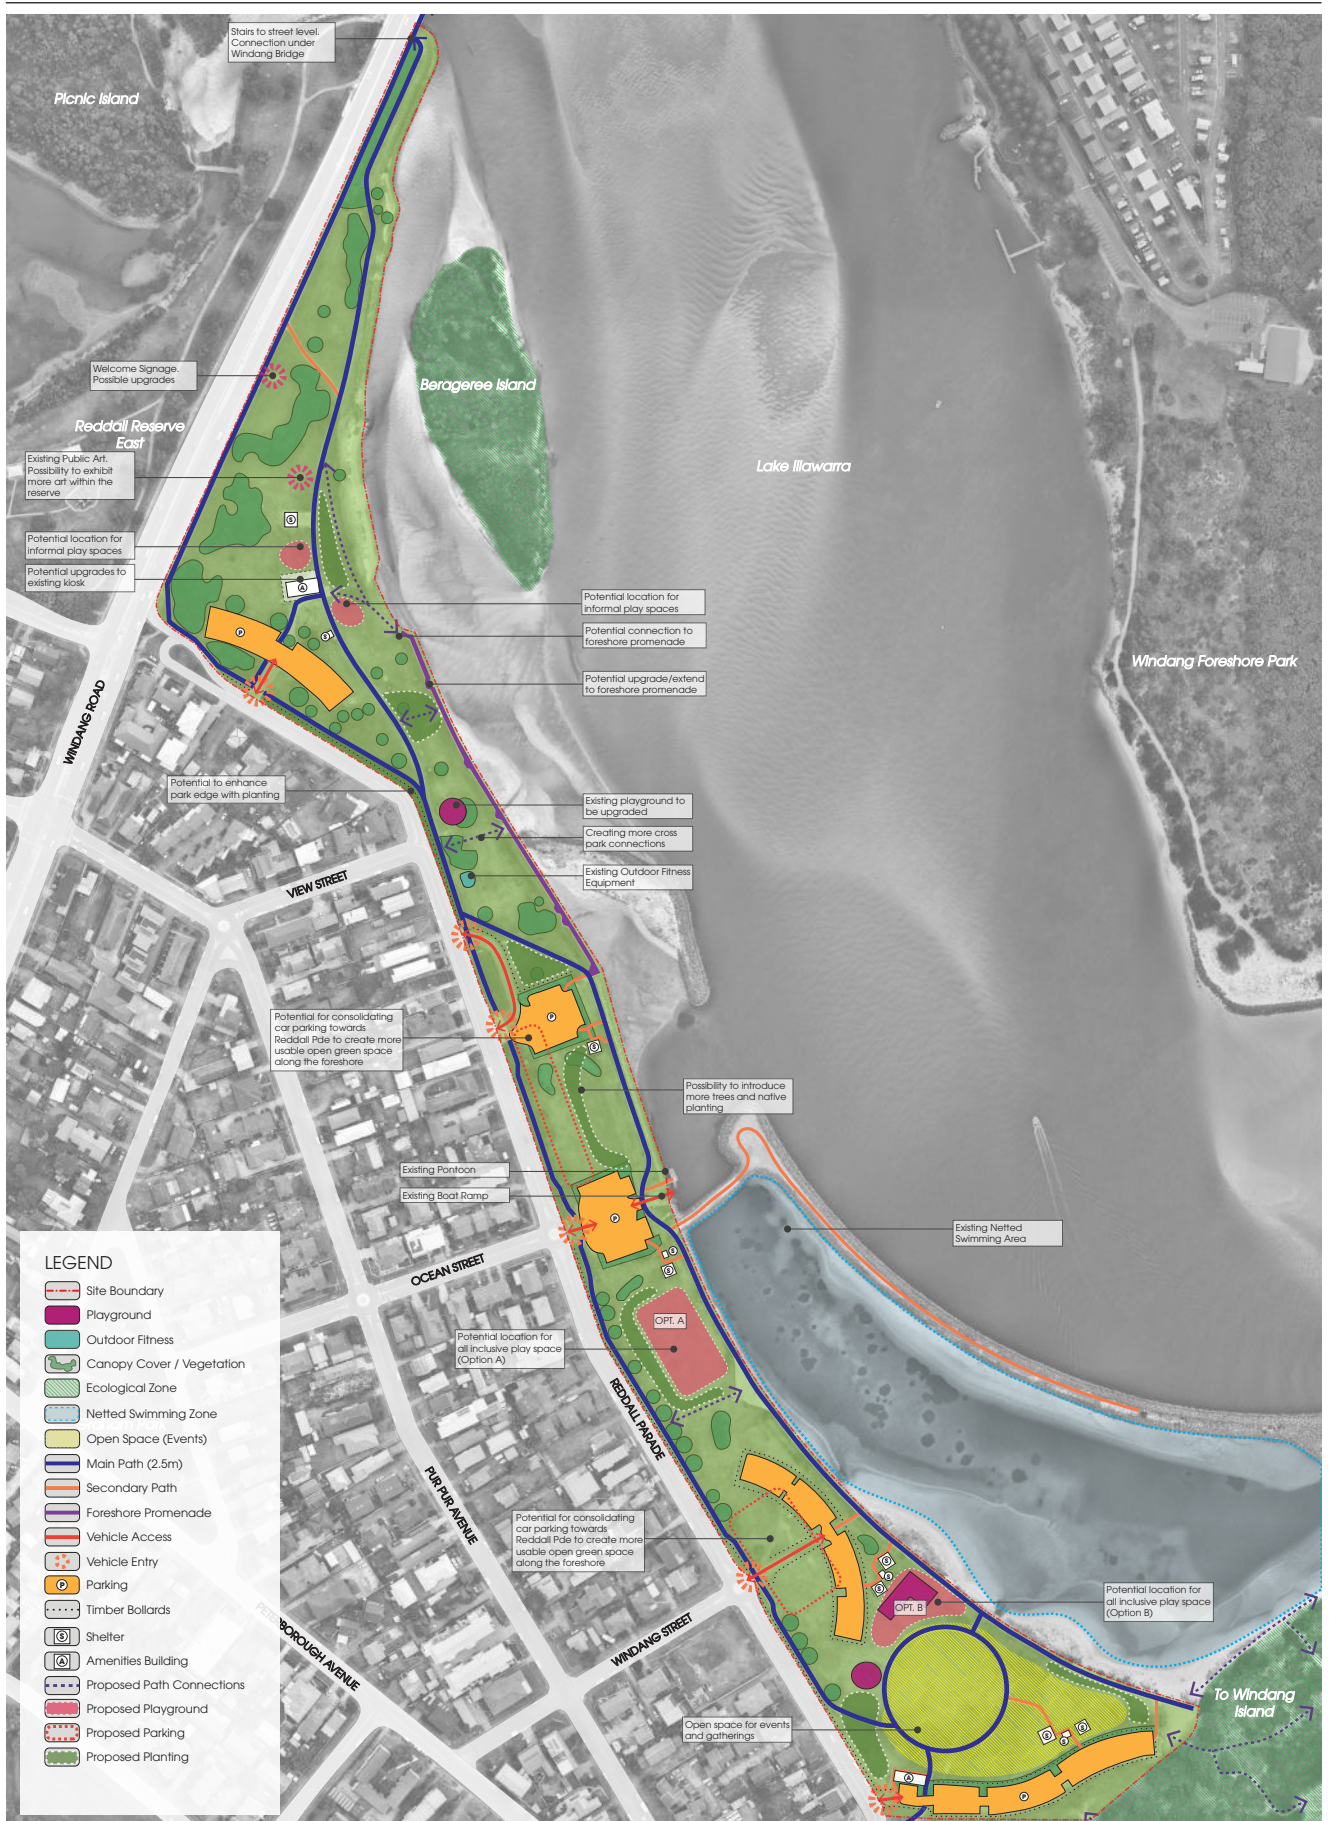 Stairs to street level.
Connection under
Windang Bridge
Picnic Island
Welcome Signage.
Possible upgrades
Berageree Island
Reddall Reserve
East
Lake Illawarra
Existing Public Art.
Possibility to exhibit
more art within the
reserve
S
Potential location for
informal play spaces
Potential upgrades to
existing kiosk
A
Potential location for
informal play spaces
P
S
Potential connection to
foreshore promenade
Windang Foreshore Park
Potential upgrade/extend
to foreshore promenade
WINDANG ROAD
Potential to enhance
park edge with planting
Existing playground to
be upgraded
Creating more cross
park connections
Existing Outdoor Fitness
Equipment
VIEW STREET
Potential for consolidating
car parking towards
Reddall Pde to create more
usable open green space
along the foreshore
P
S
Possibility to introduce
more trees and native
planting
Existing Pontoon
Existing Boat Ramp
P
Existing Netted
Swimming Area
S
S
OCEAN STREET
OPT. A
Potential location for
all inclusive play space
(Option A)
REDDALL PARADE
PUR PUR AVENUE
Potential for consolidating
car parking towards
Reddall Pde to create more
usable open green space
along the foreshore
S
S
S
OPT. B
Potential location for
all inclusive play space
(Option B)
WINDANG STREET
BOROUGH AVENUE
To Windang
Island
Open space for events
and gatherings
S
S
S
A
P
LEGEND
Site Boundary
Playground
Outdoor Fitness
Canopy Cover / Vegetation
Ecological Zone
Netted Swimming Zone
Open Space (Events)
Main Path (2.5m)
Secondary Path
Foreshore Promenade
Vehicle Access
Vehicle Entry
P Parking
Timber Bollards
S Shelter
A Amenities Building
Proposed Path Connections
Proposed Playground
Proposed Parking
Proposed Planting